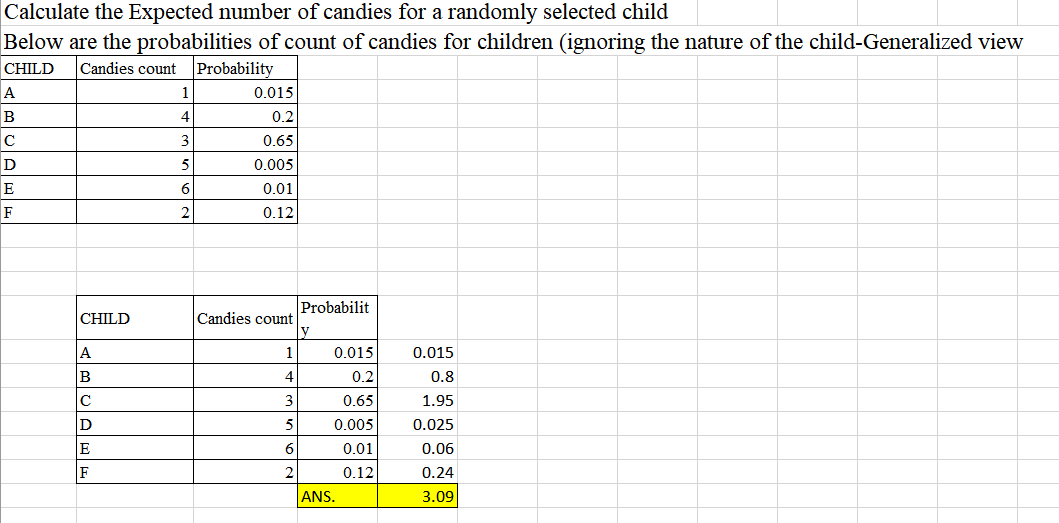 Calculate the Expected number of candies for a randomly selected child
Below are the probabilities of count of candies for children (ignoring the nature of the child-Generalized view
CHILD Candies count Probability
A 1 0.015
B 4 0.2
C 3 0.65
D 5 0.005
E 6 0.01
F 2 0.12
CHILD Candies count Probabilit
y
A 1 0.015 0.015
B 4 0.2 0.8
C 3 0.65 1.95
D 5 0.005 0.025
E 6 0.01 0.06
F 2 0.12 0.24
ANS. 3.09